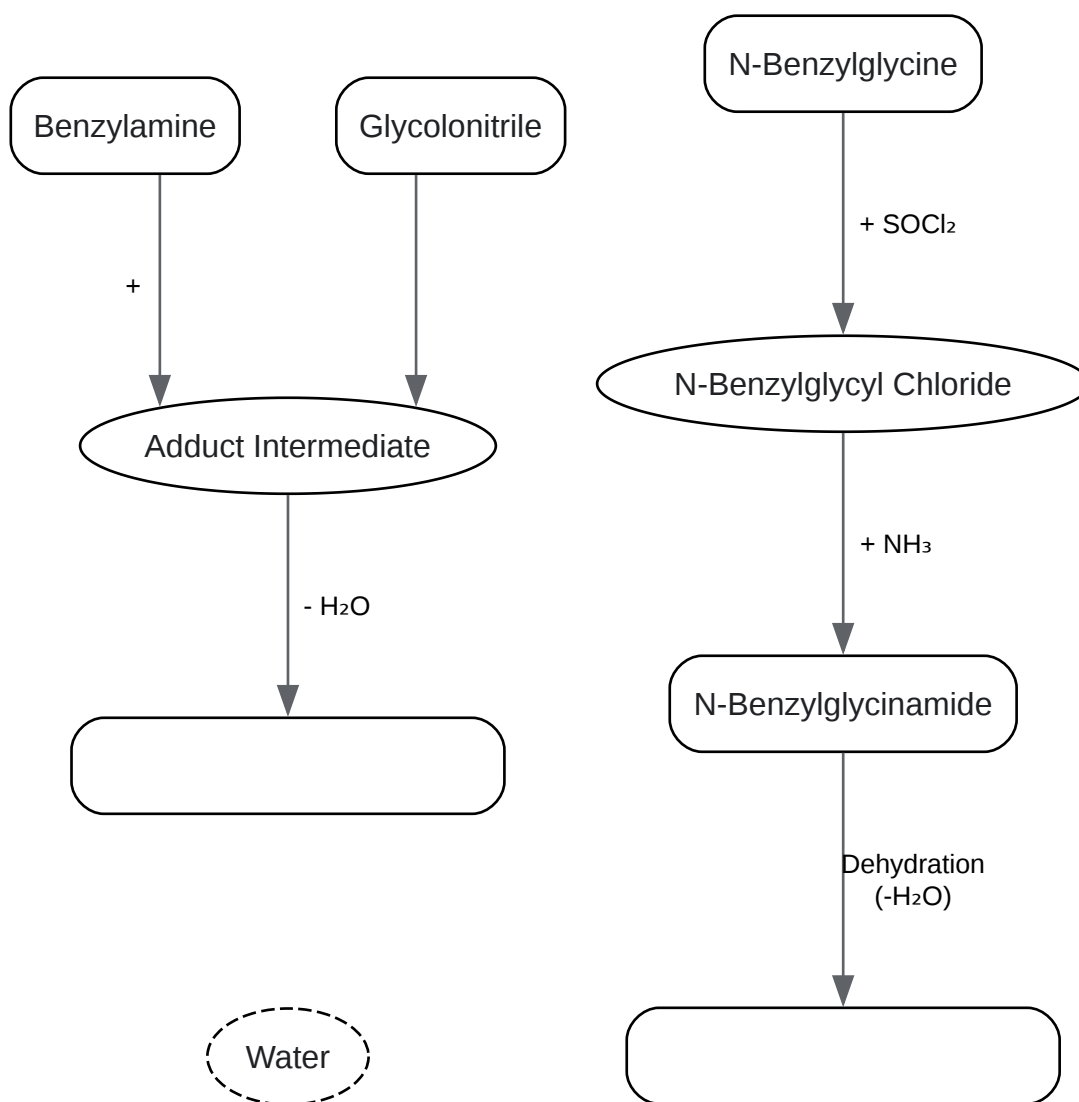 N-Benzylglycine
Benzylamine
Glycolonitrile
+ SOCl₂
+
N-Benzylglycyl Chloride
Adduct Intermediate
+ NH₃
- H₂O
N-Benzylglycinamide
Dehydration
(-H₂O)
Water